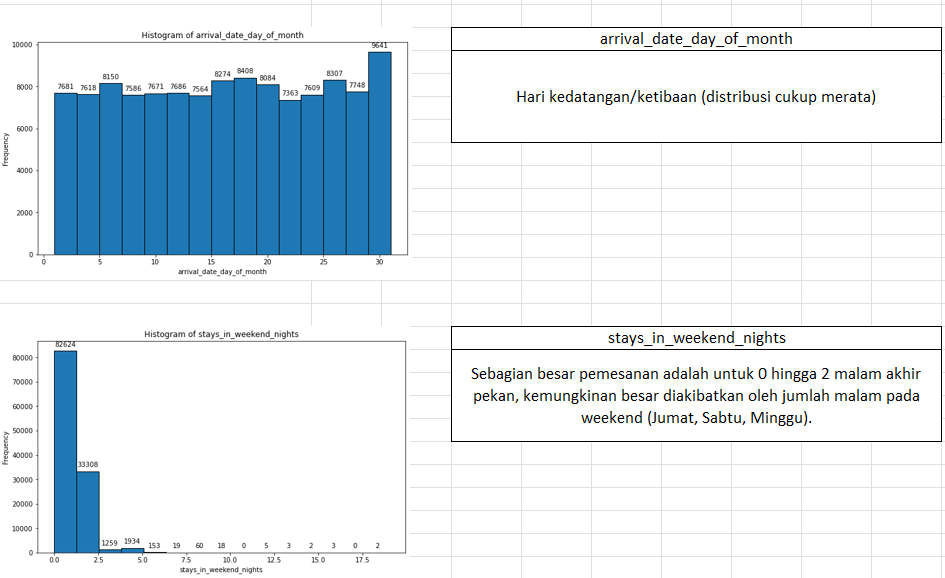 Histogram of arrival_date_day_of_month
10000
8000
6000
4000
2000
0
Frequency
7681 7618 8150 7586 7671 7686 7564 8274 8408 8084 7363 7609 8307 7748 9641
0 5 10 15 20 25 30
arrival_date_day_of_month
arrival_date_day_of_month
Hari kedatangan/ketibaan (distribusi cukup merata)
Histogram of stays_in_weekend_nights
80000
70000
60000
50000
40000
30000
20000
10000
0
Frequency
82624 33308 1259 1934 153 19 60 18 0 5 3 2 3 0 2
0.0 2.5 5.0 7.5 10.0 12.5 15.0 17.5
stays_in_weekend_nights
stays_in_weekend_nights
Sebagian besar pemesanan adalah untuk 0 hingga 2 malam akhir
pekan, kemungkinan besar diakibatkan oleh jumlah malam pada
weekend (Jumat, Sabtu, Minggu).